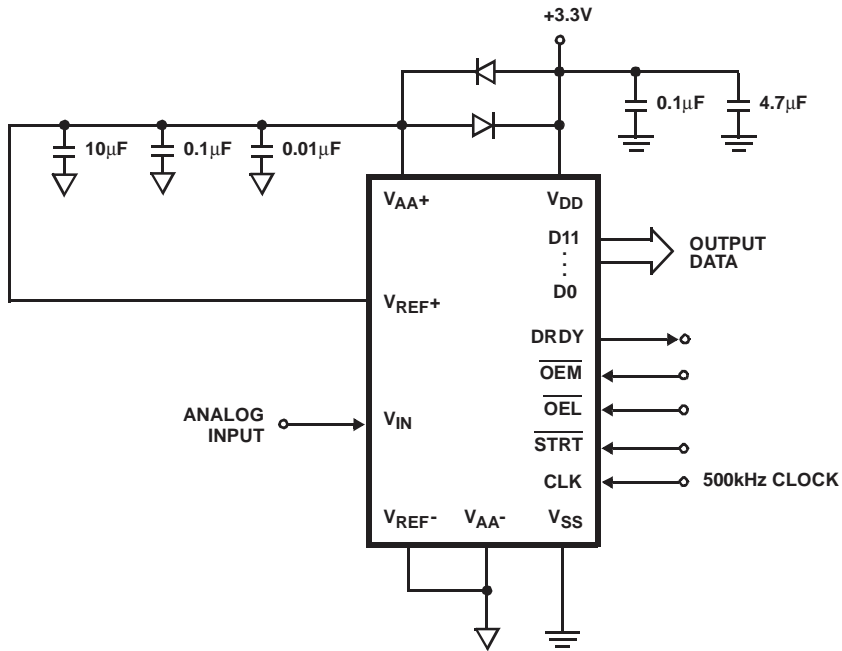 +3.3V
0.1μF
4.7μF
10μF
0.1μF
0.01μF
VAA+
VDD
D11
OUTPUT
DATA
D0
VREF+
DRDY
OEM
ANALOG
INPUT
VIN
OEL
STRT
CLK
500kHz CLOCK
VREF-
VAA-
VSS